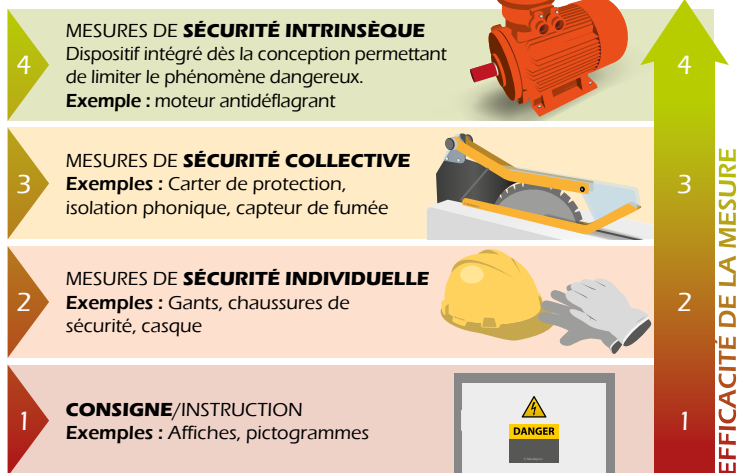 4
MESURES DE SÉCURITÉ INTRINSÈQUE
Dispositif intégré dès la conception permettant
de limiter le phénomène dangereux.
Exemple : moteur antidéflagrant
4
3
MESURES DE SÉCURITÉ COLLECTIVE
Exemples : Carter de protection,
isolation phonique, capteur de fumée
3
2
MESURES DE SÉCURITÉ INDIVIDUELLE
Exemples : Gants, chaussures de
sécurité, casque
2
1
CONSIGNE/INSTRUCTION
Exemples : Affiches, pictogrammes
DANGER
1
EFFICACITÉ DE LA MESURE